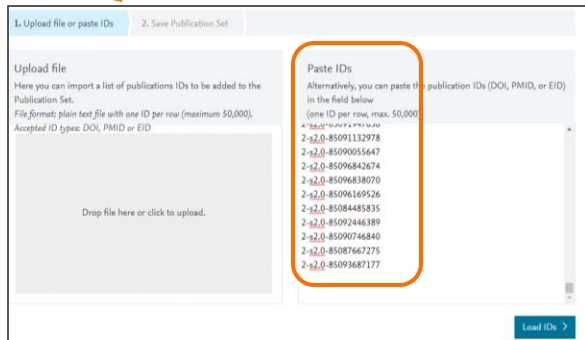 1. Upload file or paste IDs
2. Save Publication Set
Upload file
Here you can import a list of publications IDs to be added to the
Publication Set.
File format: plain text file with one ID per row (maximum 50,000),
Accepted ID types: DOI, PMID or EID
Drop file here or click to upload.
Paste IDs
Alternatively, you can paste the publication IDs (DOI, PMID, or EID)
in the field below
(one ID per row, max. 50,000)
2-s2.0-85091132978
2-s2.0-85090055647
2-s2.0-85096842674
2-s2.0-85096838070
2-s2.0-85096169526
2-s2.0-85084485835
2-s2.0-85092446389
2-s2.0-85090746840
2-s2.0-85087667275
2-s2.0-85093687177
Load IDs